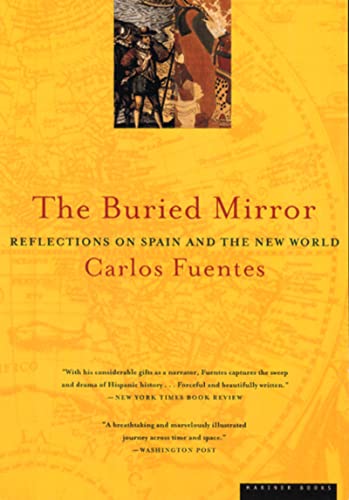 The Buried Mirror
REFLECTIONS ON SPAIN AND THE NEW WORLD
Carlos Fuentes
"With his considerable gifts as a narrator, Fuentes captures the sweep
and drama of Hispanic history . . . Forceful and beautifully written."
—NEW YORK TIMES BOOK REVIEW
"A breathtaking and marvelously illustrated
journey across time and space."
—WASHINGTON POST
MARINER BOOKS